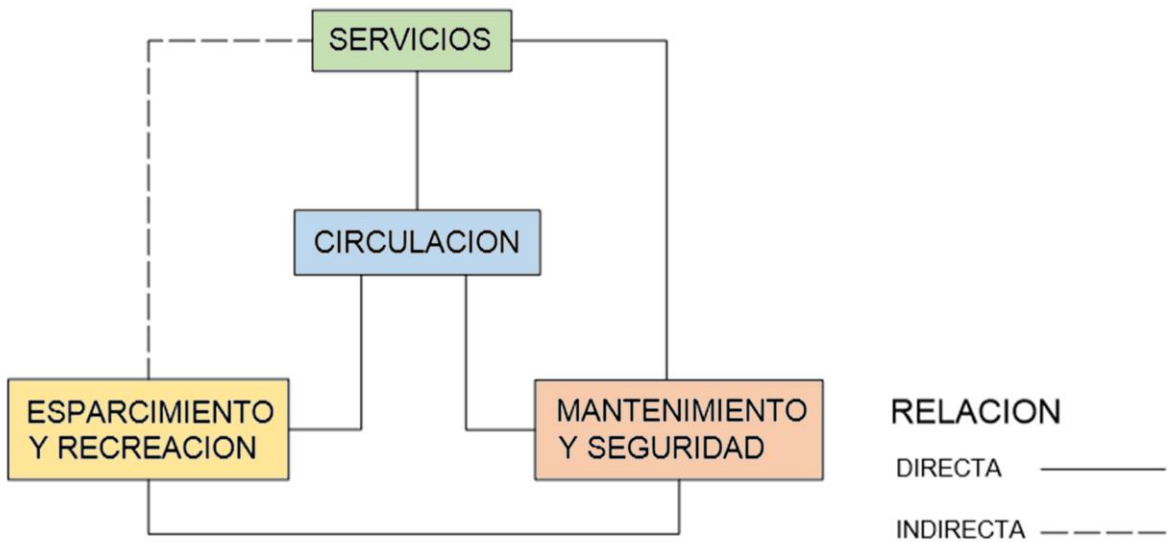 SERVICIOS
CIRCULACION
ESPARCIMIENTO
Y RECREACION
MANTENIMIENTO
Y SEGURIDAD
RELACION
DIRECTA
INDIRECTA